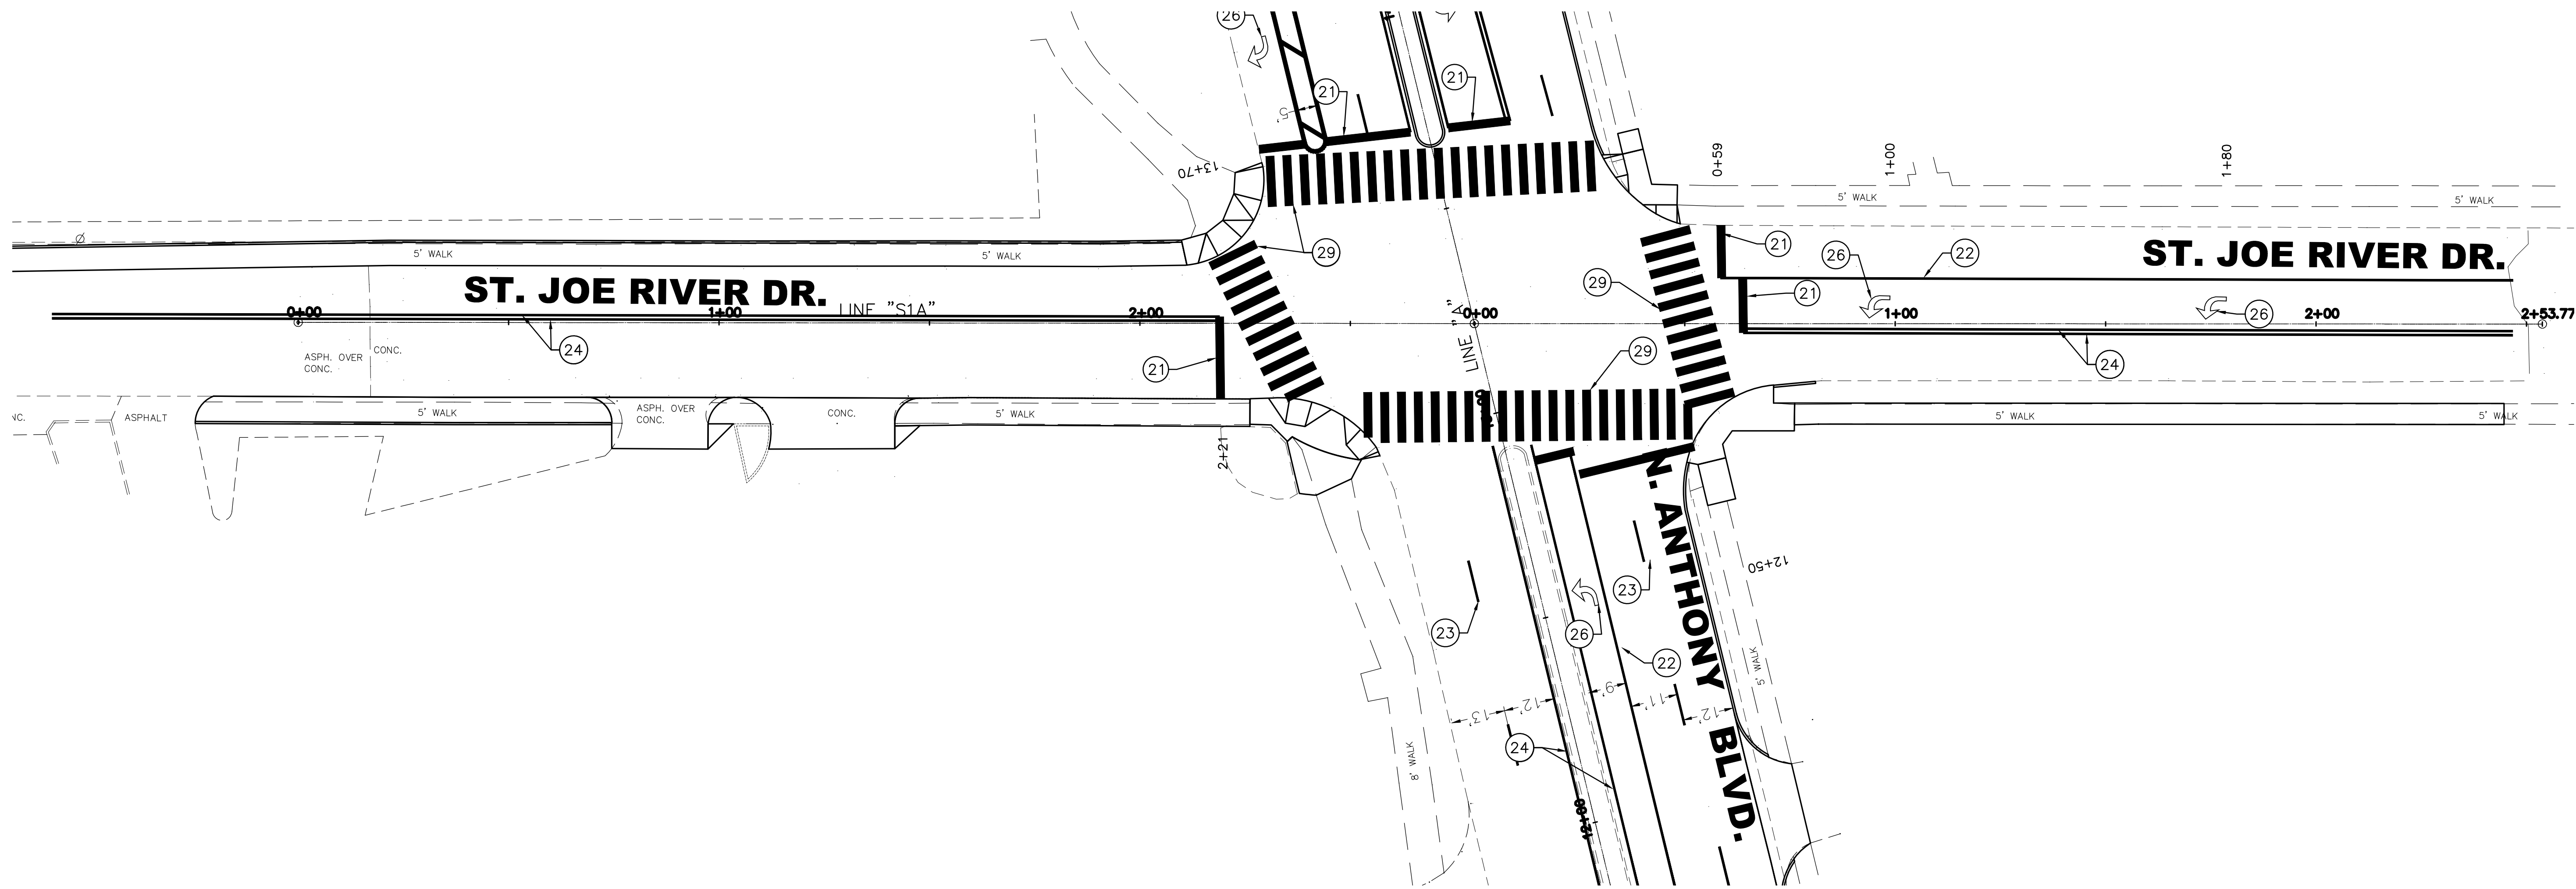 26
21
21
5'
13+70
0+59
1+00
1+80
5' WALK
5' WALK
29
21
26
22
ST. JOE RIVER DR.
5' WALK
5' WALK
ST. JOE RIVER DR.
LINE "S1A"
29
21
26
0+00
1+00
2+00
LINE "A"
0+00
1+00
2+00
2+53.77
24
ASPH. OVER
CONC.
CONC.
21
29
24
NC.
ASPHALT
5' WALK
ASPH. OVER
CONC.
CONC.
5' WALK
5' WALK
5' WALK
2+21
N. ANTHONY BLVD.
12+50
23
23
26
22
5' WALK
13'
12'
9'
11'
12'
24
8' WALK